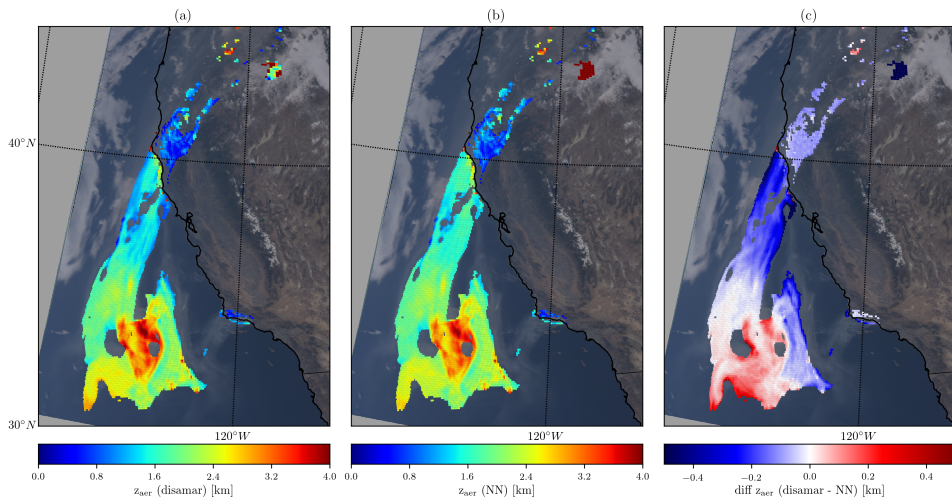 (a) (b) (c)
40°N
30°N
120°W 120°W 120°W
0.0 0.8 1.6 2.4 3.2 4.0 0.0 0.8 1.6 2.4 3.2 4.0 −0.4 −0.2 0.0 0.2 0.4
z_aer (disamar) [km] z_aer (NN) [km] diff z_aer (disamar - NN) [km]